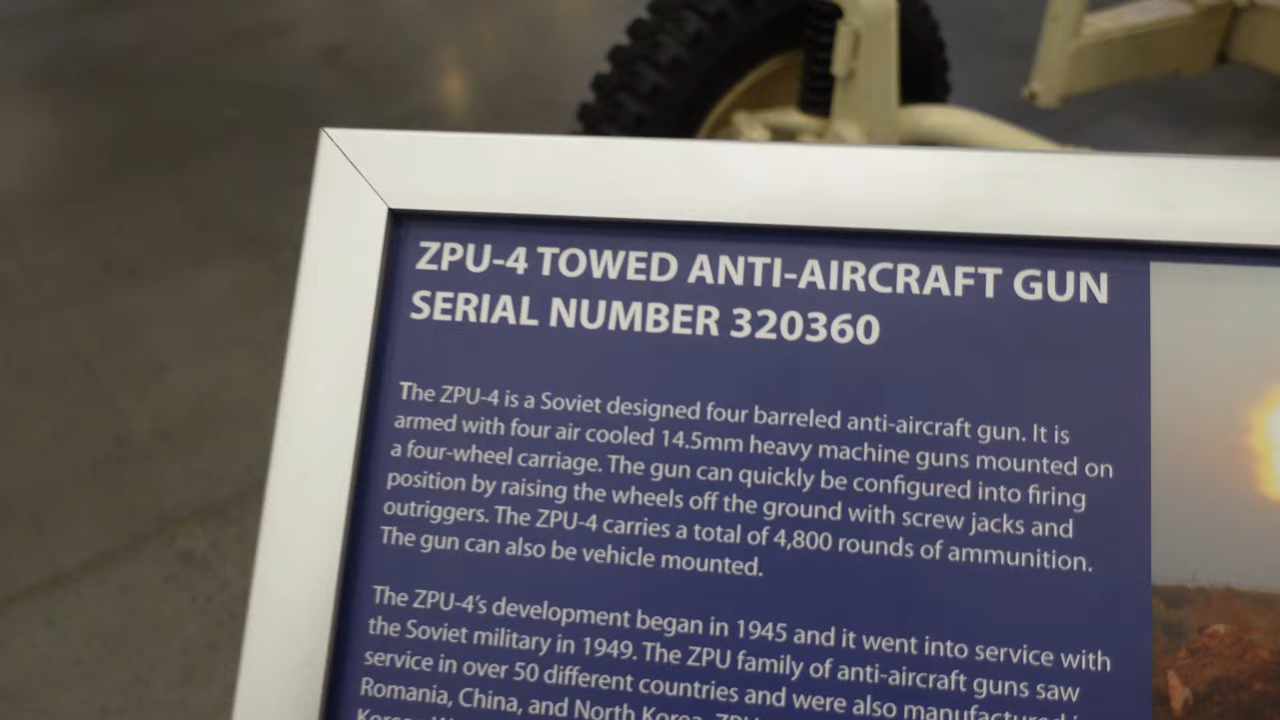 ZPU-4 TOWED ANTI-AIRCRAFT GUN
SERIAL NUMBER 320360
The ZPU-4 is a Soviet designed four barreled anti-aircraft gun. It is
armed with four air cooled 14.5mm heavy machine guns mounted on
a four-wheel carriage. The gun can quickly be configured into firing
position by raising the wheels off the ground with screw jacks and
outriggers. The ZPU-4 carries a total of 4,800 rounds of ammunition.
The gun can also be vehicle mounted.
The ZPU-4's development began in 1945 and it went into service with
the Soviet military in 1949. The ZPU family of anti-aircraft guns saw
service in over 50 different countries and were also manufactured
Romania, China, and North Korea.